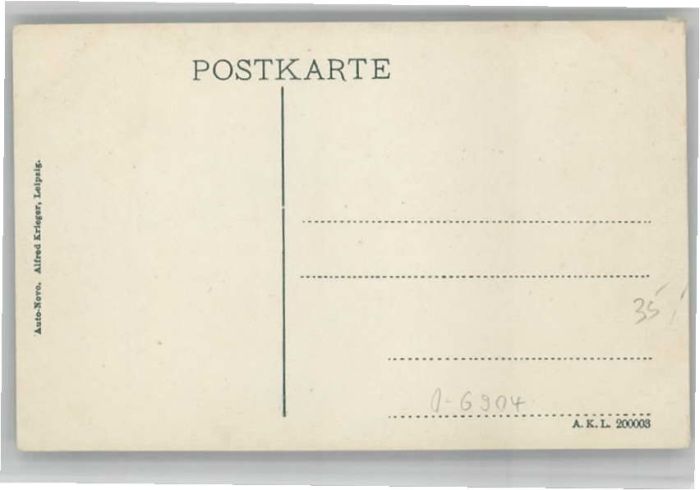 POSTKARTE
Auto-Novo. Alfred Krieger, Leipzig.
35
0-6904
A. K. L. 200003